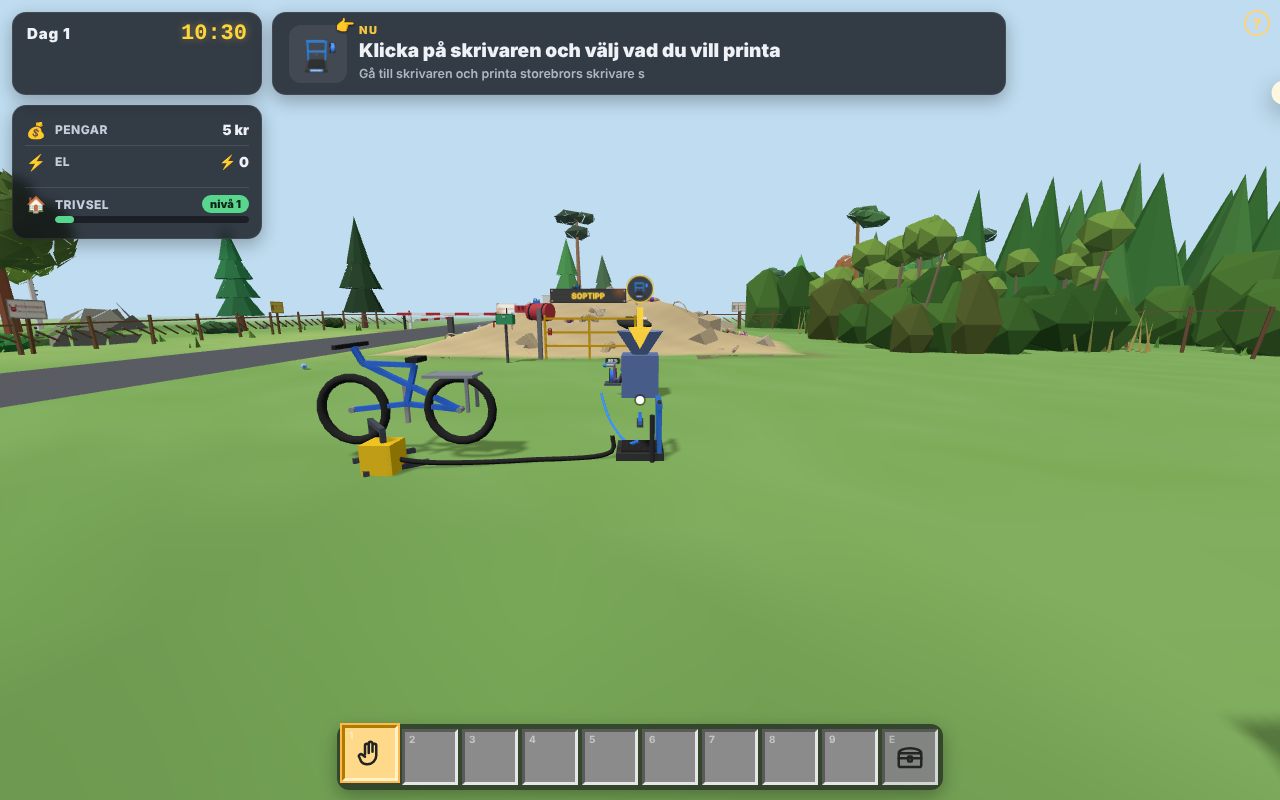 Dag 1
10:30
NU
Klicka på skrivaren och välj vad du vill printa
Gå till skrivaren och printa storebrors skrivare s
PENGAR
5 kr
EL
0
TRIVSEL
nivå 1
SOPTIPP
?
1
2
3
4
5
6
7
8
9
E